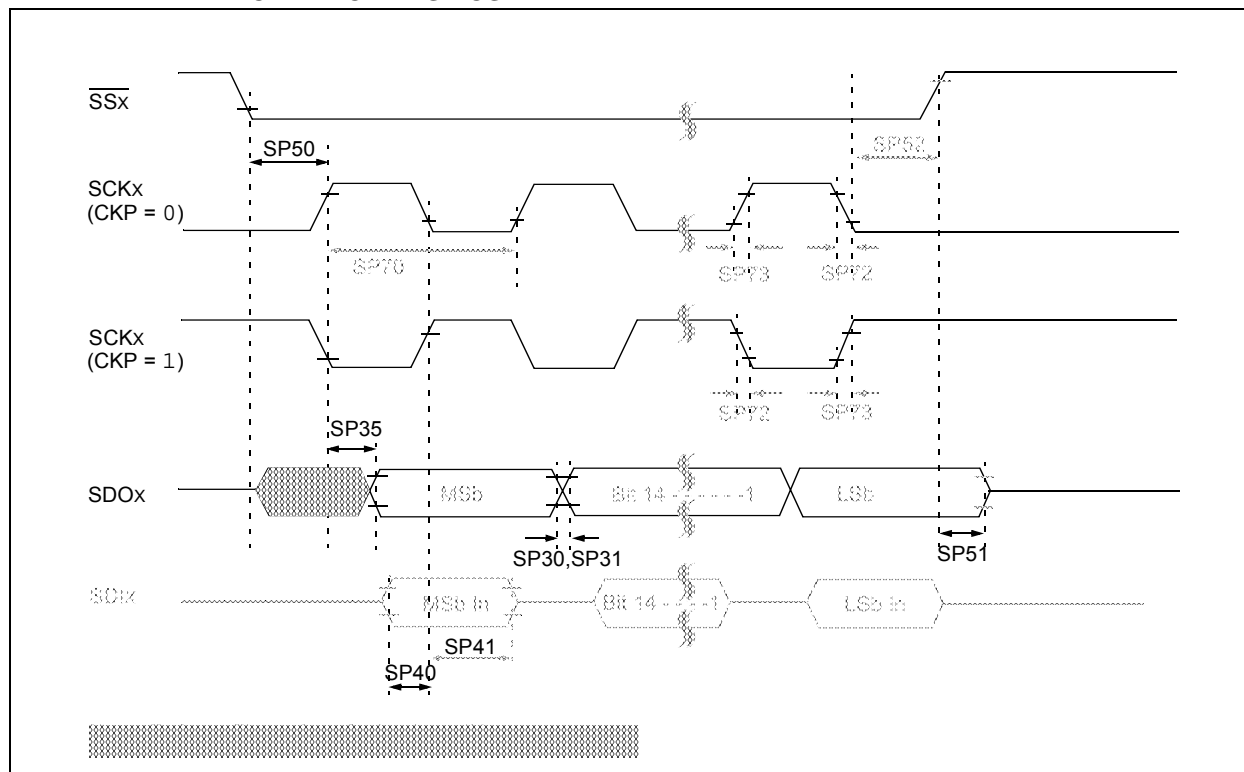 SSx
SP50
SP52
SCKx
(CKP = 0)
SP70
SP73
SP72
SCKx
(CKP = 1)
SP72
SP73
SP35
SDOx
MSb
Bit 14 - - - - - -1
LSb
SP30,SP31
SP51
SDIx
MSb In
Bit 14 - - - -1
LSb In
SP41
SP40